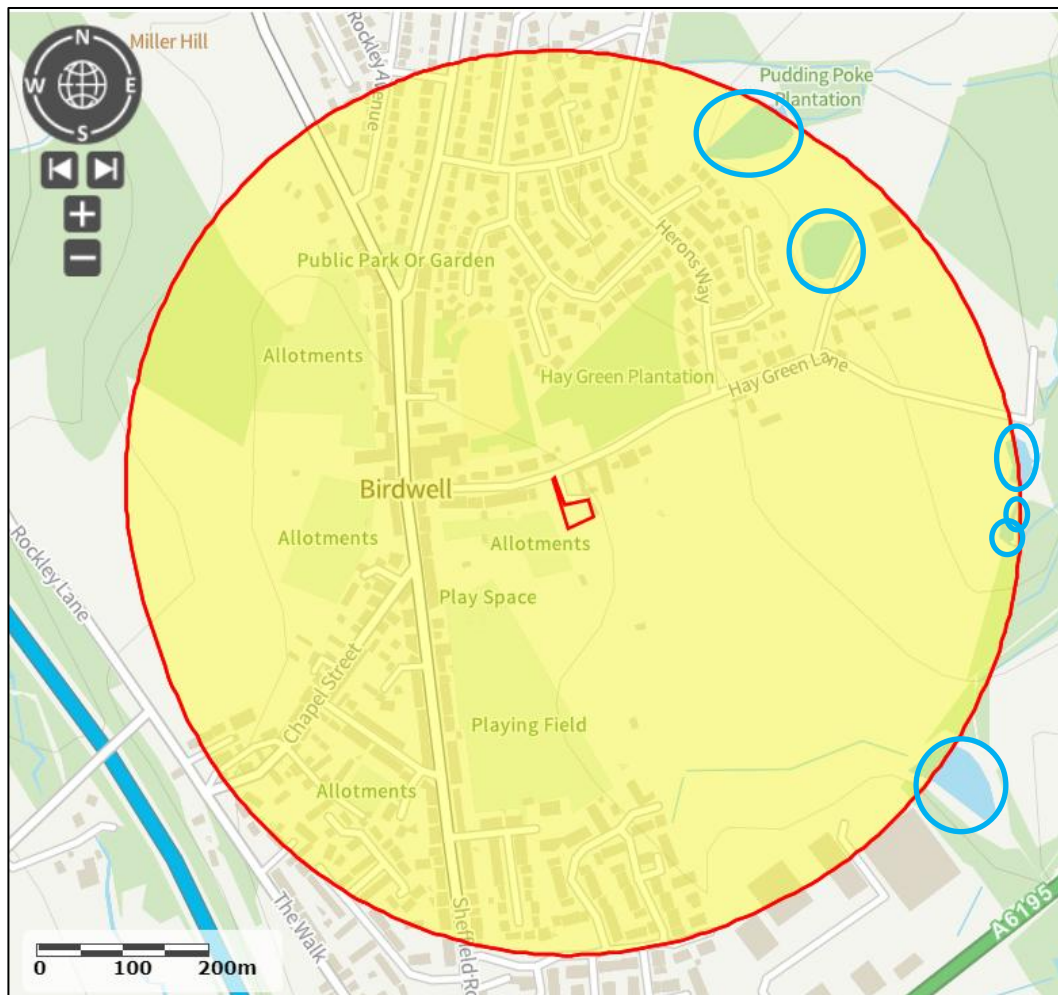 N
Miller Hill
W
E
S
Rockley Avenue
Pudding Poke
Plantation
Public Park Or Garden
Herons Way
Allotments
Hay Green Plantation
Hay Green Lane
Birdwell
Allotments
Allotments
Rockley Lane
Play Space
Chapel Street
Playing Field
Allotments
The Walk
Sheffield Ro
A6195
0 100 200m